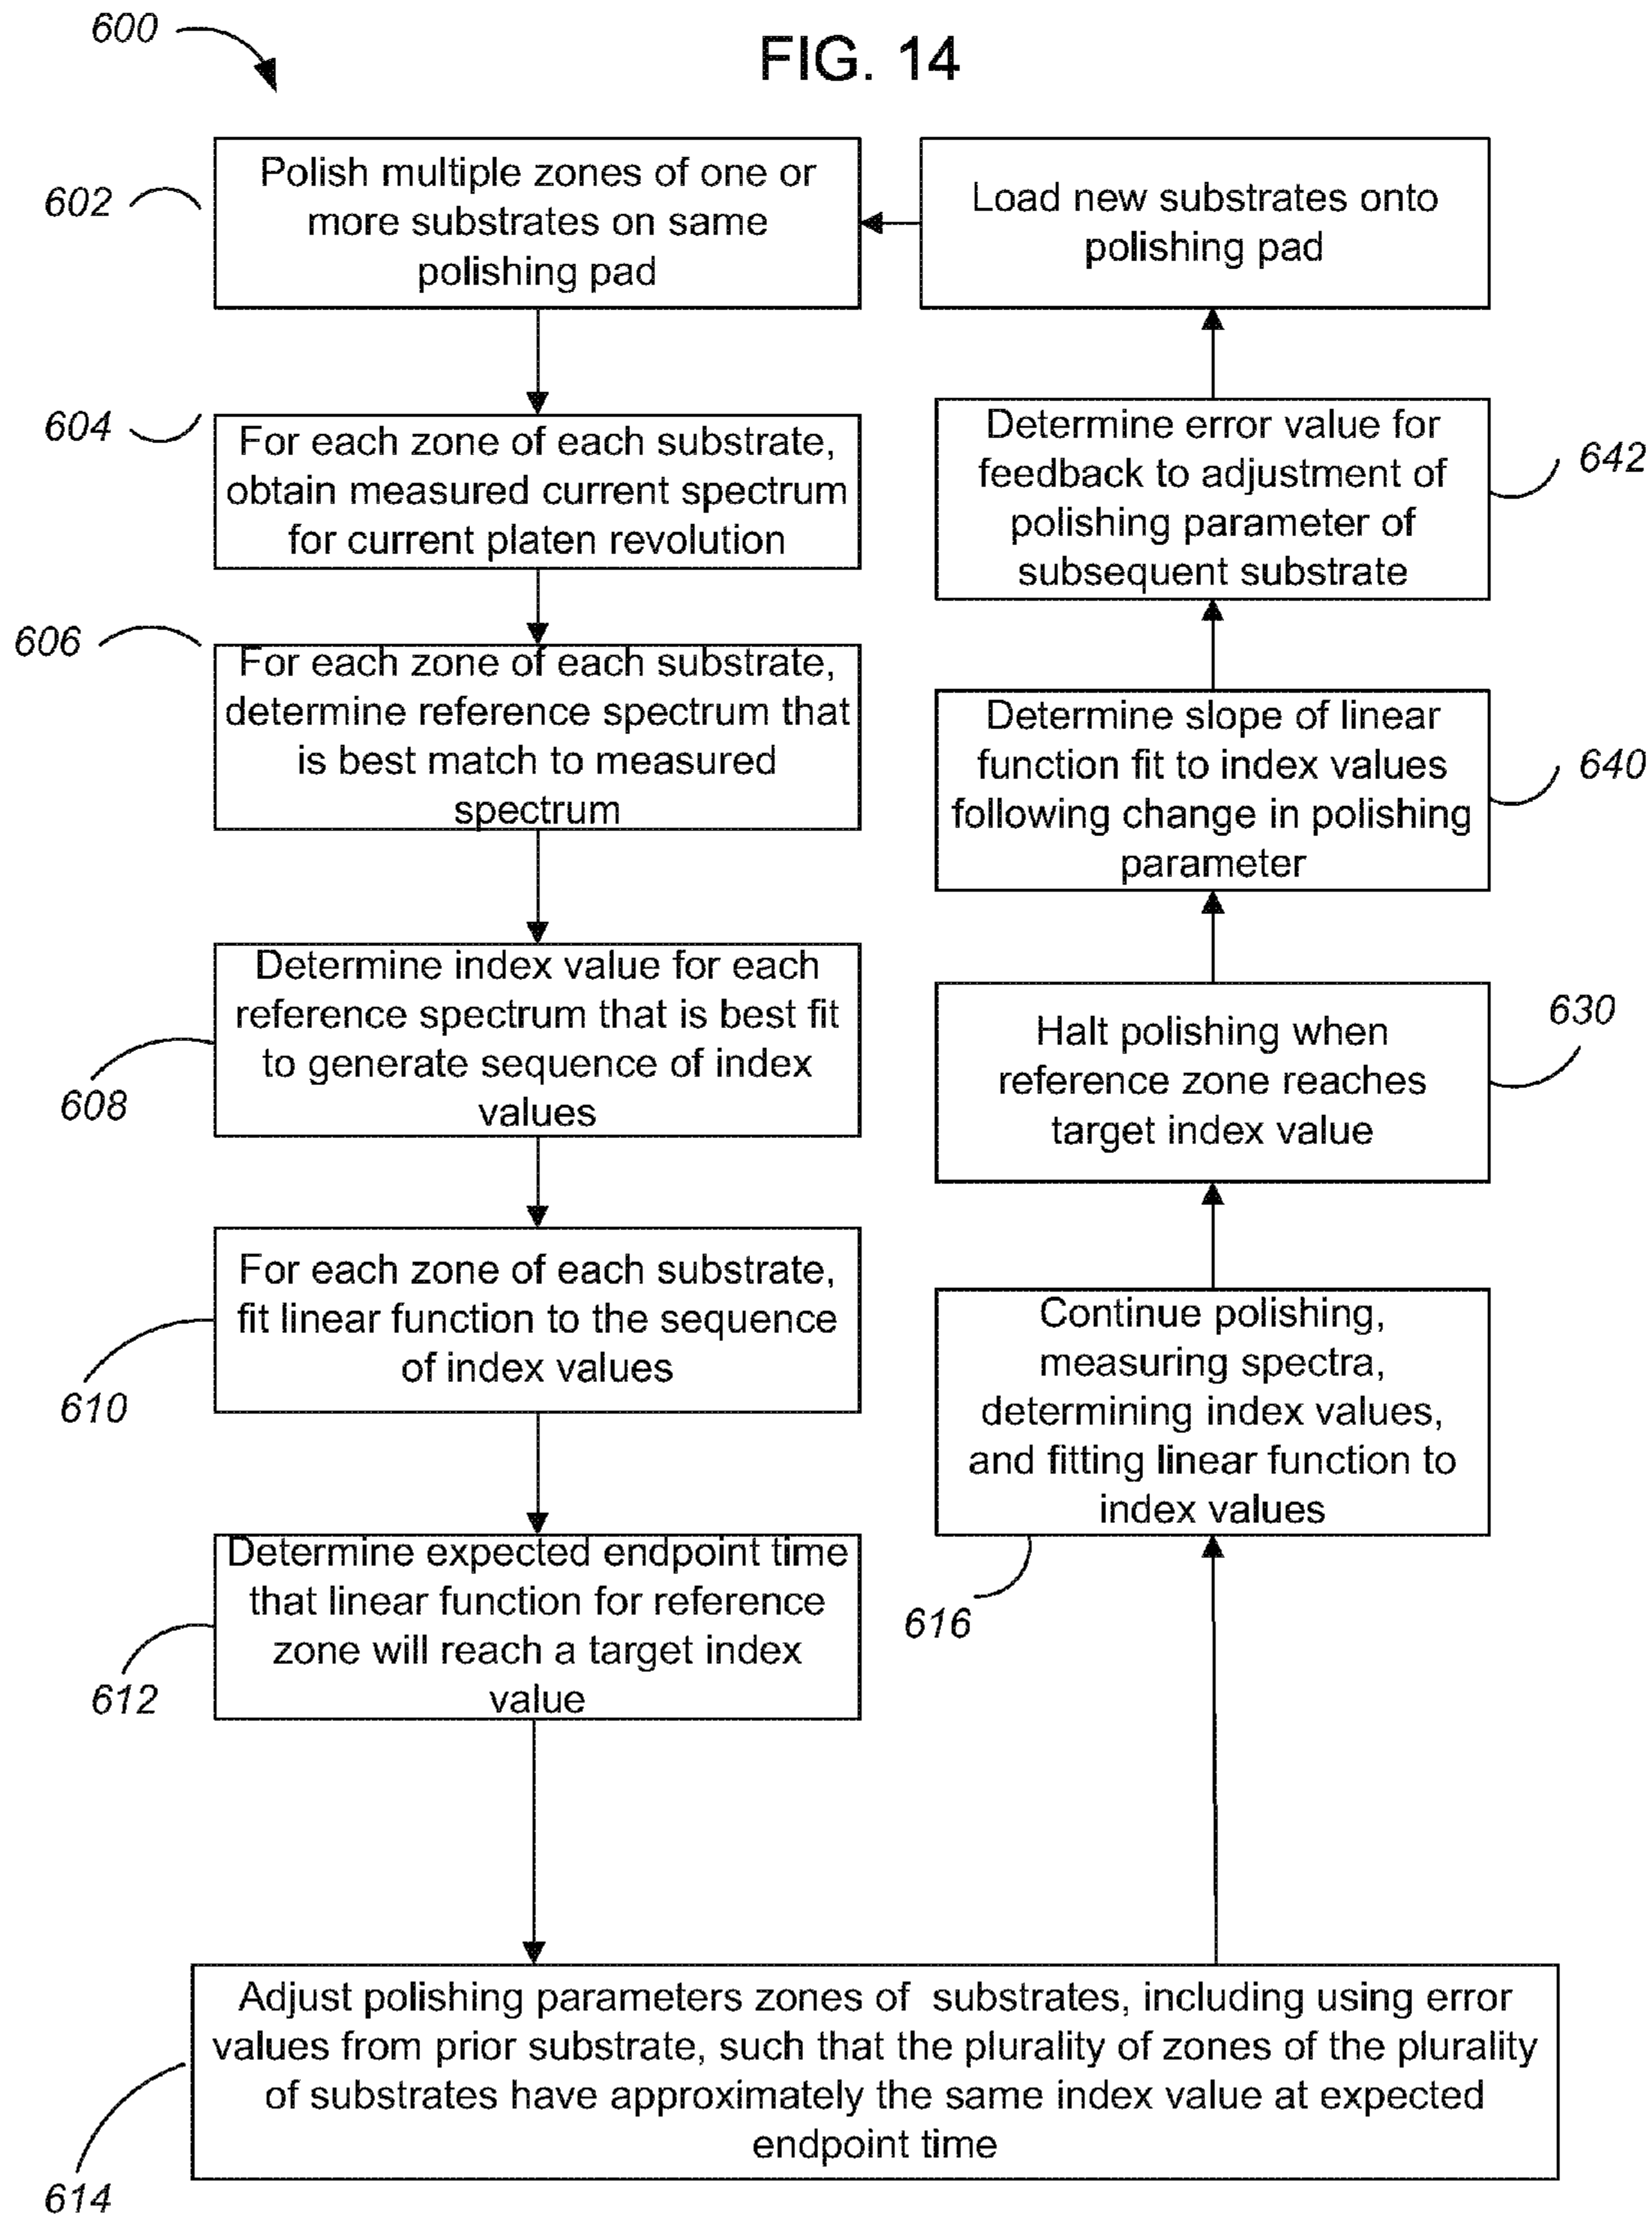 600
FIG. 14
602
Polish multiple zones of one or
more substrates on same
polishing pad
604
For each zone of each substrate,
obtain measured current spectrum
for current platen revolution
606
For each zone of each substrate,
determine reference spectrum that
is best match to measured
spectrum
608
Determine index value for each
reference spectrum that is best fit
to generate sequence of index
values
610
For each zone of each substrate,
fit linear function to the sequence
of index values
612
Determine expected endpoint time
that linear function for reference
zone will reach a target index
value
614
Adjust polishing parameters zones of substrates, including using error
values from prior substrate, such that the plurality of zones of the plurality
of substrates have approximately the same index value at expected
endpoint time
616
Continue polishing,
measuring spectra,
determining index values,
and fitting linear function to
index values
630
Halt polishing when
reference zone reaches
target index value
640
Determine slope of linear
function fit to index values
following change in polishing
parameter
642
Determine error value for
feedback to adjustment of
polishing parameter of
subsequent substrate
Load new substrates onto
polishing pad